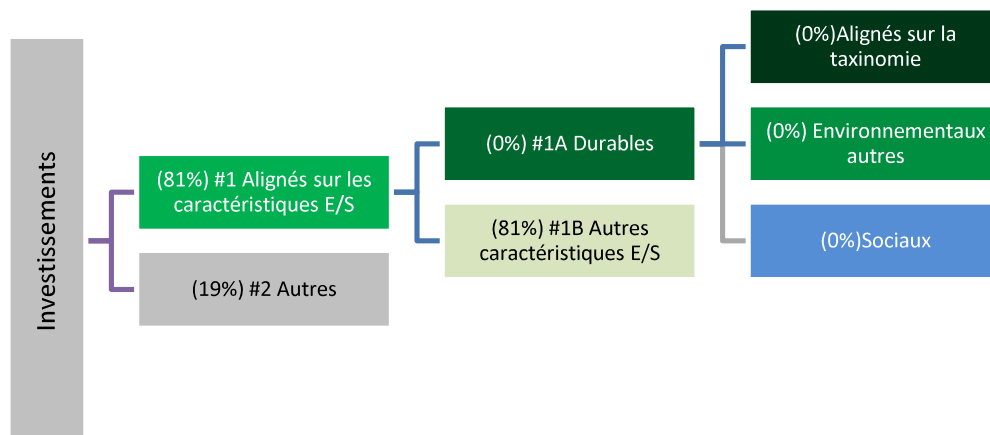 Investissements
(81%) #1 Alignés sur les
caractéristiques E/S
(19%) #2 Autres
(0%) #1A Durables
(81%) #1B Autres
caractéristiques E/S
(0%)Alignés sur la
taxinomie
(0%) Environnementaux
autres
(0%)Sociaux